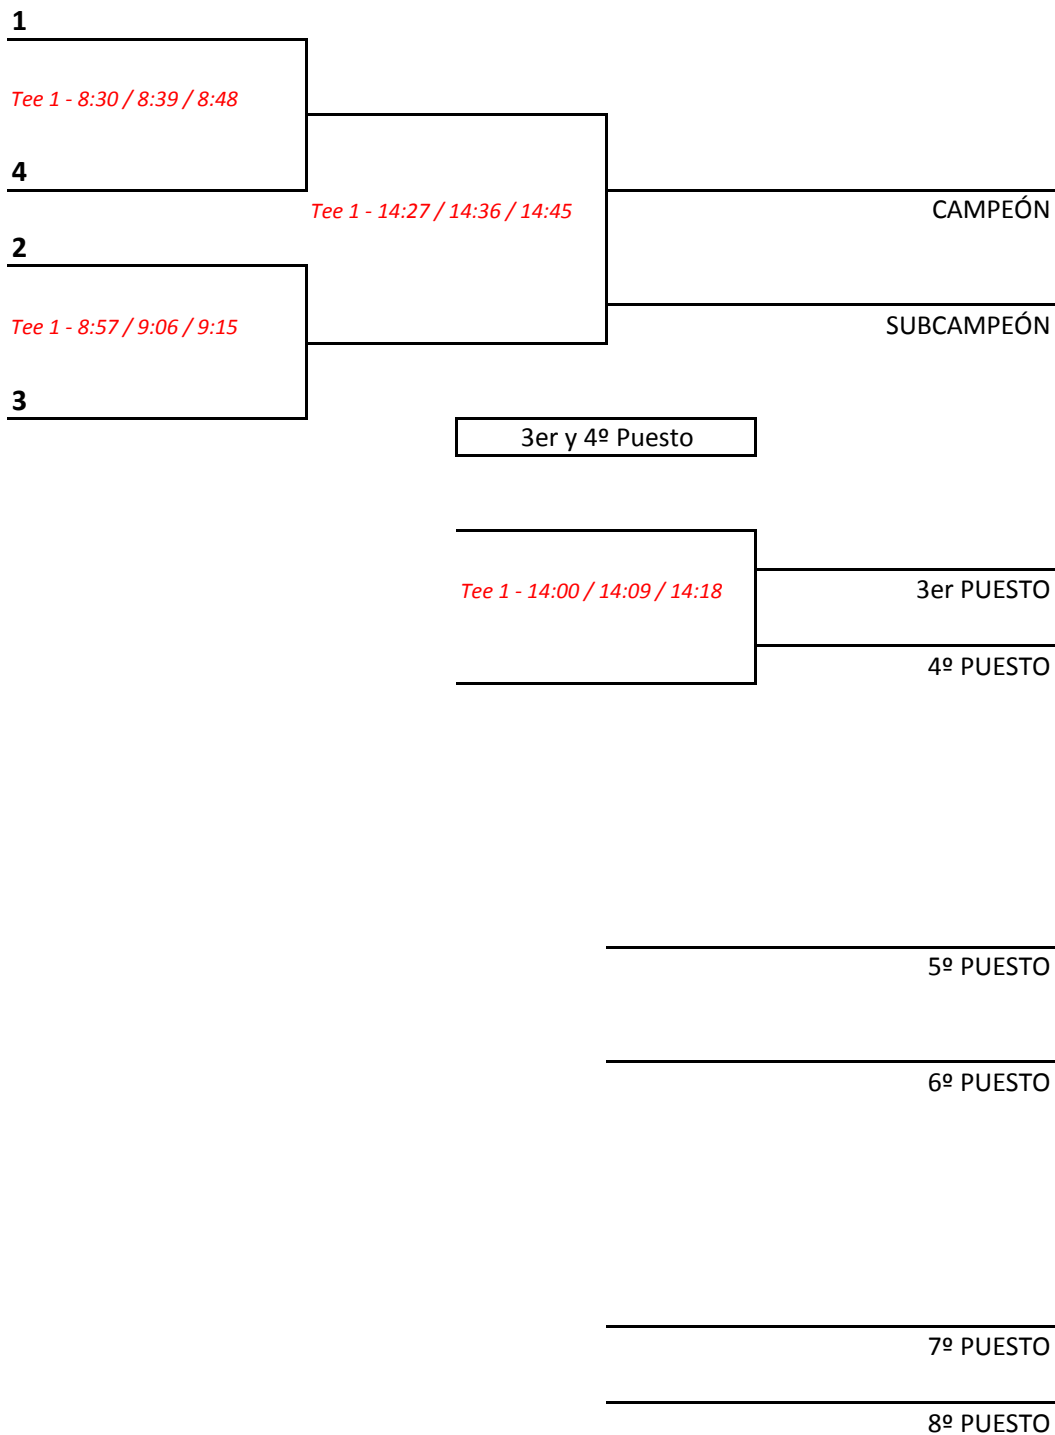 1
Tee 1 - 8:30 / 8:39 / 8:48
4
Tee 1 - 14:27 / 14:36 / 14:45
CAMPEÓN
2
Tee 1 - 8:57 / 9:06 / 9:15
SUBCAMPEÓN
3
3er y 4º Puesto
Tee 1 - 14:00 / 14:09 / 14:18
3er PUESTO
4º PUESTO
5º PUESTO
6º PUESTO
7º PUESTO
8º PUESTO